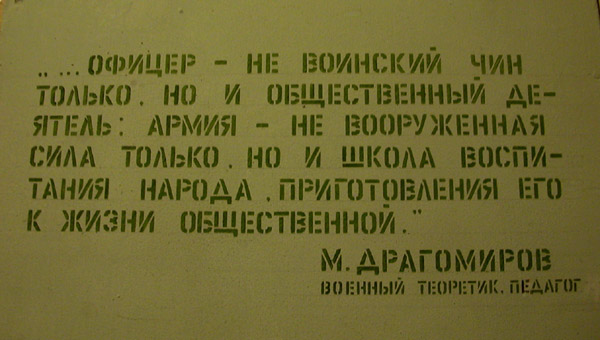 „... ОФИЦЕР - НЕ ВОИНСКИЙ ЧИН
ТОЛЬКО, НО И ОБЩЕСТВЕННЫЙ ДЕ-
ЯТЕЛЬ: АРМИЯ - НЕ ВООРУЖЕННАЯ
СИЛА ТОЛЬКО, НО И ШКОЛА ВОСПИ-
ТАНИЯ НАРОДА, ПРИГОТОВЛЕНИЯ ЕГО
К ЖИЗНИ ОБЩЕСТВЕННОЙ."
М. ДРАГОМИРОВ
ВОЕННЫЙ ТЕОРЕТИК, ПЕДАГОГ